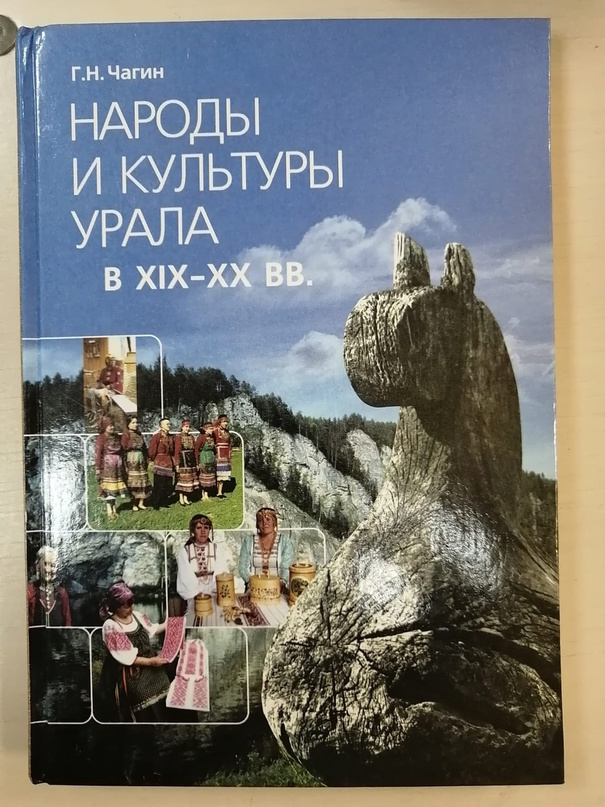 Г.Н. Чагин
НАРОДЫ
И КУЛЬТУРЫ
УРАЛА
В XIX–XX ВВ.